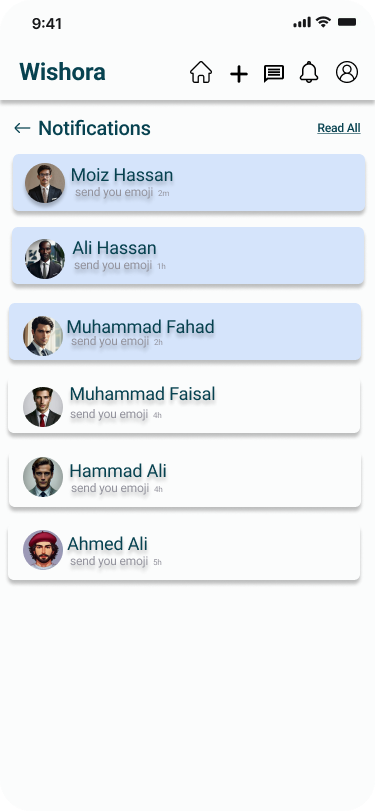 9:41
Wishora
Notifications
Read All
Moiz Hassan
send you emoji 2m
Ali Hassan
send you emoji 1h
Muhammad Fahad
send you emoji 2h
Muhammad Faisal
send you emoji 4h
Hammad Ali
send you emoji 4h
Ahmed Ali
send you emoji 5h